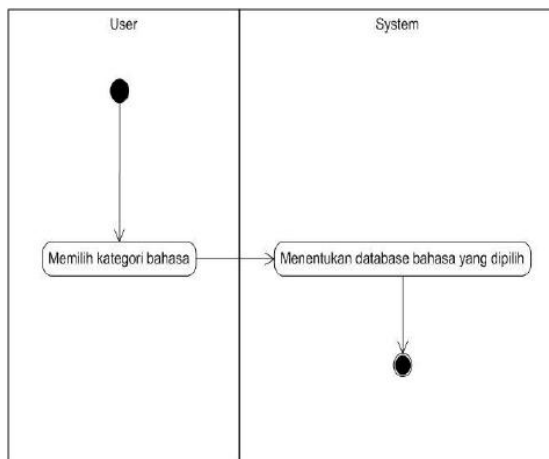 User
System
Memilih kategori bahasa
Menentukan database bahasa yang dipilih